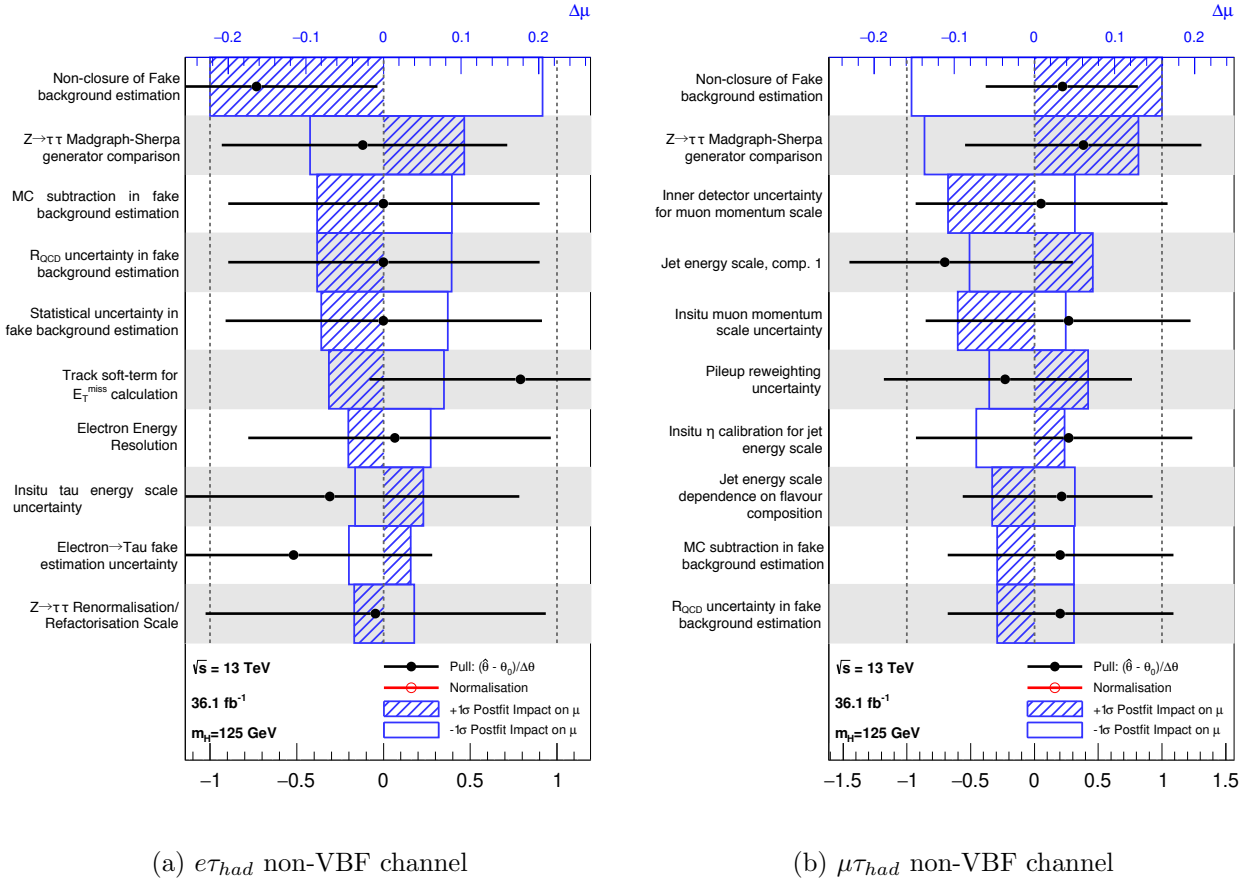 Δμ
−0.2 −0.1 0 0.1 0.2
Non-closure of Fake
background estimation
Z→ττ Madgraph-Sherpa
generator comparison
MC subtraction in fake
background estimation
R_QCD uncertainty in fake
background estimation
Statistical uncertainty in
fake background estimation
Track soft-term for
E_T^miss calculation
Electron Energy
Resolution
Insitu tau energy scale
uncertainty
Electron→Tau fake
estimation uncertainty
Z→ττ Renormalisation/
Refactorisation Scale
√s = 13 TeV
36.1 fb⁻¹
m_H=125 GeV
Pull: (θ̂ - θ₀)/Δθ
Normalisation
+1σ Postfit Impact on μ
-1σ Postfit Impact on μ
−1 −0.5 0 0.5 1
(a) eτ_had non-VBF channel
Δμ
−0.2 −0.1 0 0.1 0.2
Non-closure of Fake
background estimation
Z→ττ Madgraph-Sherpa
generator comparison
Inner detector uncertainty
for muon momentum scale
Jet energy scale, comp. 1
Insitu muon momentum
scale uncertainty
Pileup reweighting
uncertainty
Insitu η calibration for jet
energy scale
Jet energy scale
dependence on flavour
composition
MC subtraction in fake
background estimation
R_QCD uncertainty in fake
background estimation
√s = 13 TeV
36.1 fb⁻¹
m_H=125 GeV
Pull: (θ̂ - θ₀)/Δθ
Normalisation
+1σ Postfit Impact on μ
-1σ Postfit Impact on μ
−1.5 −1 −0.5 0 0.5 1 1.5
(b) μτ_had non-VBF channel